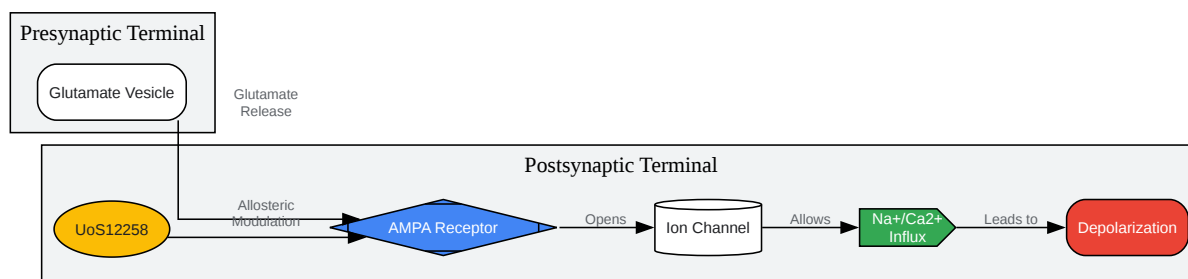 Presynaptic Terminal
Glutamate Vesicle
Glutamate
Release
Postsynaptic Terminal
UoS12258
Allosteric
Modulation
AMPA Receptor
Opens
Ion Channel
Allows
Na+/Ca2+
Influx
Leads to
Depolarization